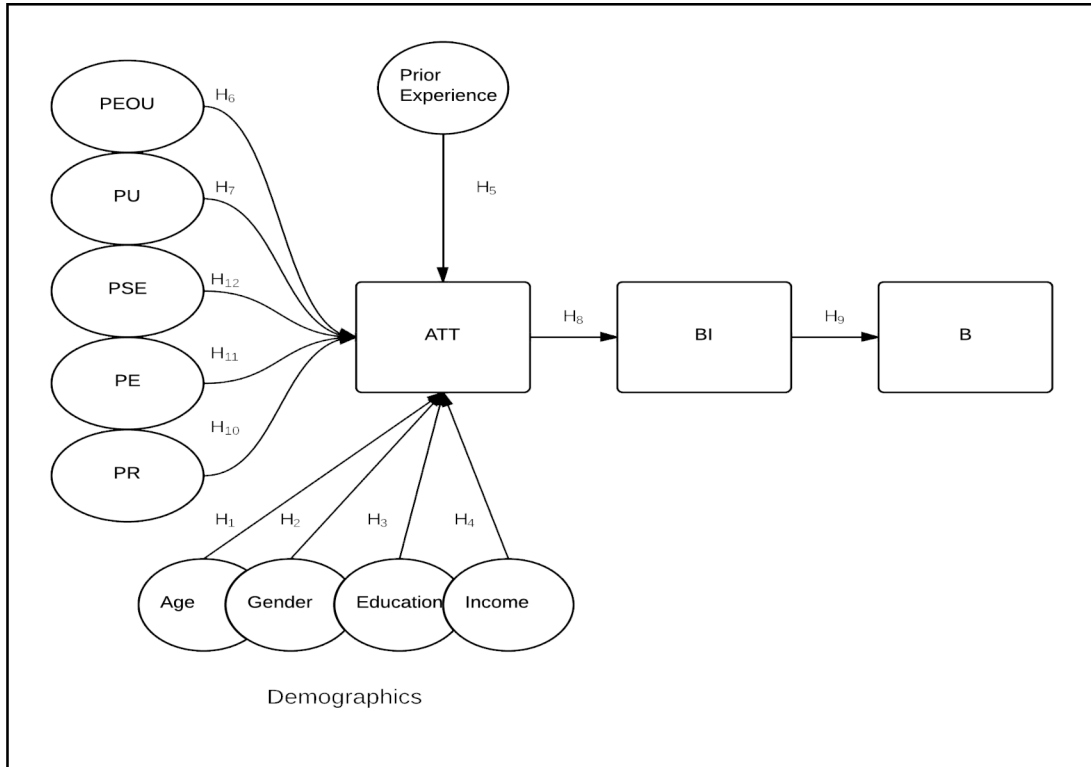 Prior
Experience
PEOU
H₆
H₅
PU
H₇
PSE
H₁₂
ATT
H₈
BI
H₉
B
PE
H₁₁
PR
H₁₀
H₁
H₂
H₃
H₄
Age
Gender
Education
Income
Demographics